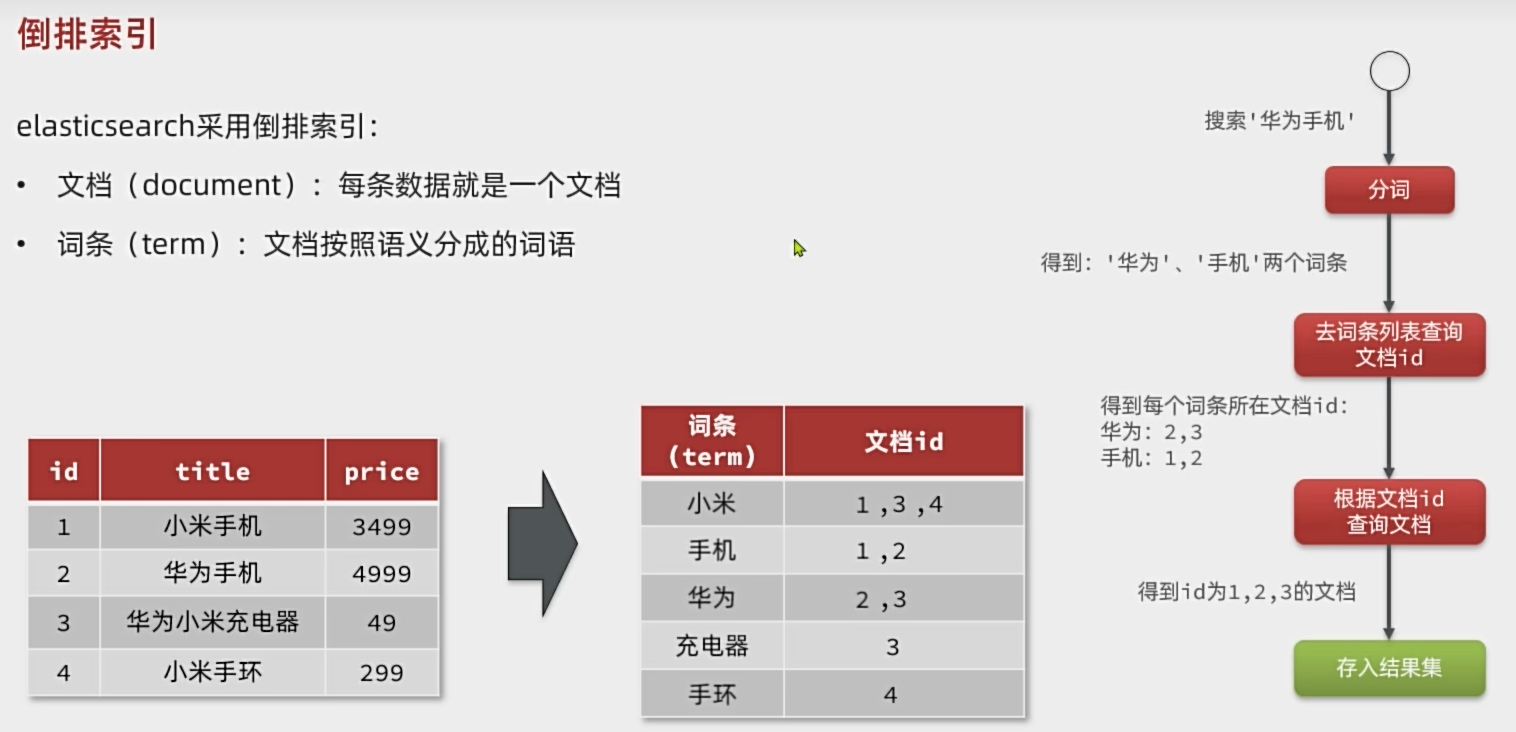 倒排索引
elasticsearch采用倒排索引：
• 文档（document）：每条数据就是一个文档
• 词条（term）：文档按照语义分成的词语
id title price
1 小米手机 3499
2 华为手机 4999
3 华为小米充电器 49
4 小米手环 299
词条
(term) 文档id
小米 1 ,3 ,4
手机 1 ,2
华为 2 ,3
充电器 3
手环 4
搜索'华为手机'
分词
得到：'华为'、'手机'两个词条
去词条列表查询
文档id
得到每个词条所在文档id：
华为：2,3
手机：1,2
根据文档id
查询文档
得到id为1,2,3的文档
存入结果集